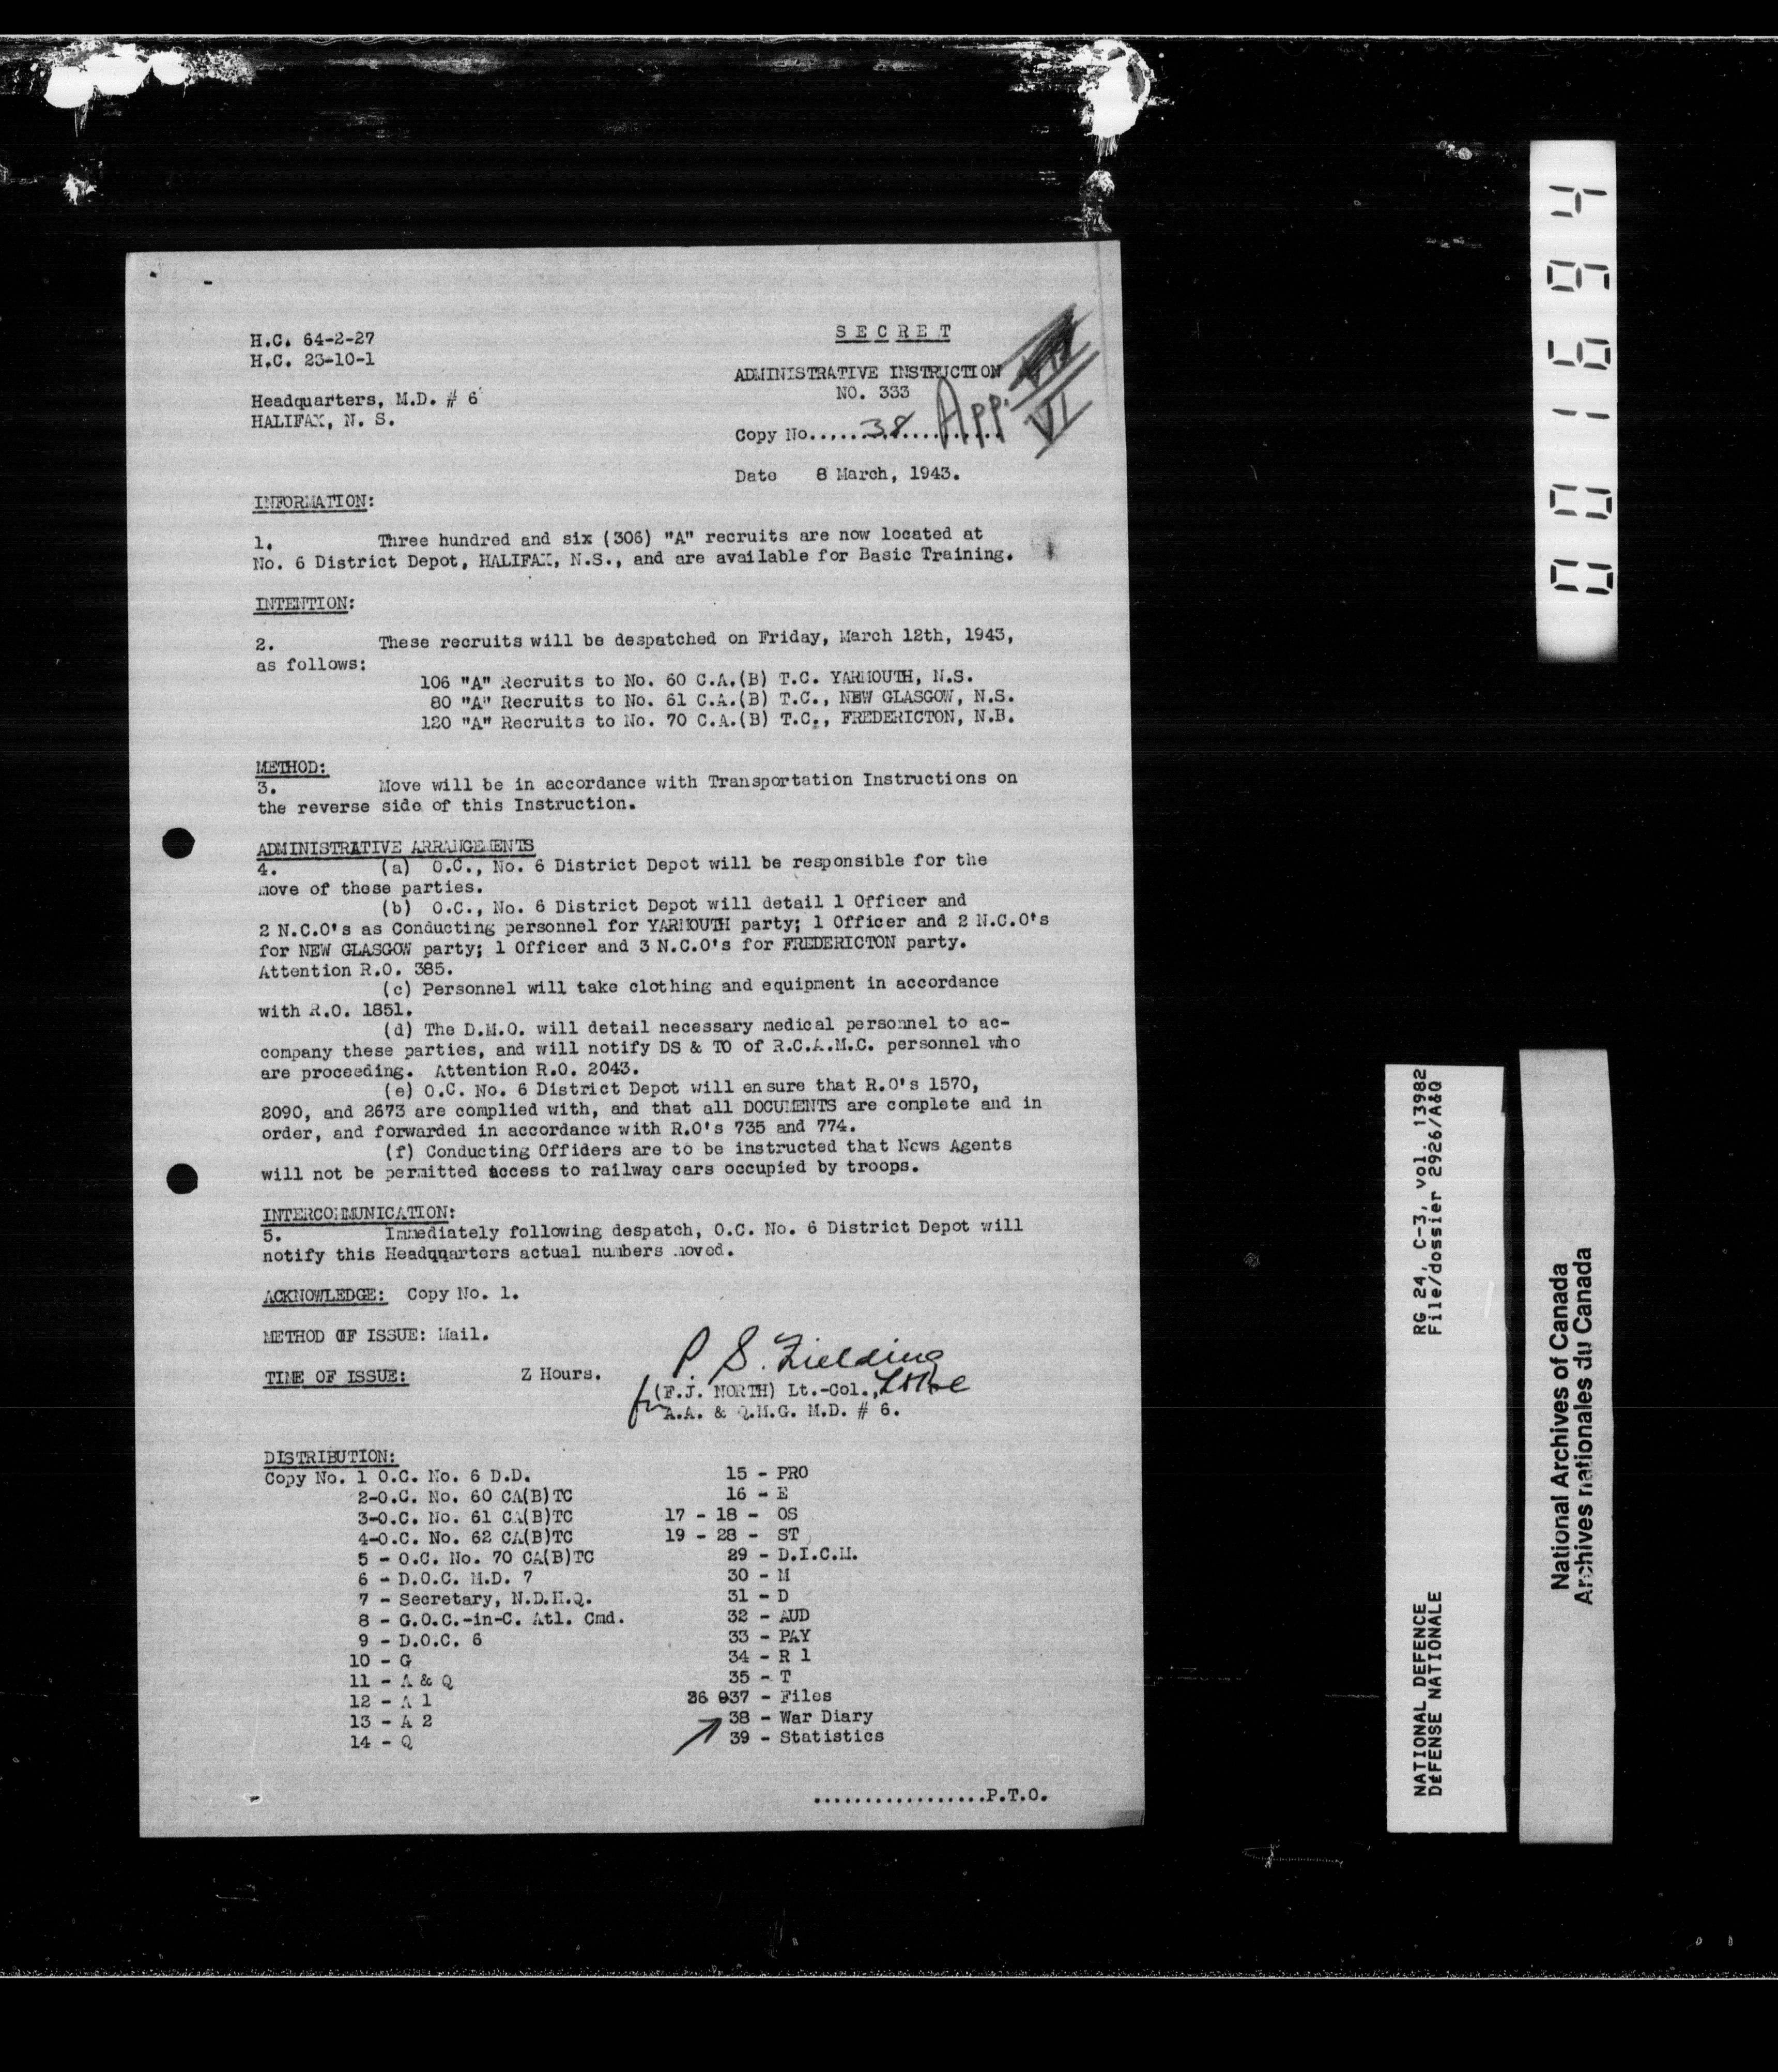 H.C. 64-2-27
H.C. 23-10-1
Headquarters, M.D. # 6
HALIFAX, N. S.
S E C R E T
ADMINISTRATIVE INSTRUCTION
NO. 333
Copy No......38..........
App. VI
Date 8 March, 1943.
INFORMATION:
1. Three hundred and six (306) "A" recruits are now located at
No. 6 District Depot, HALIFAX, N.S., and are available for Basic Training.
INTENTION:
2. These recruits will be despatched on Friday, March 12th, 1943,
as follows:
106 "A" Recruits to No. 60 C.A.(B) T.C. YARMOUTH, N.S.
80 "A" Recruits to No. 61 C.A.(B) T.C., NEW GLASGOW, N.S.
120 "A" Recruits to No. 70 C.A.(B) T.C., FREDERICTON, N.B.
METHOD:
3. Move will be in accordance with Transportation Instructions on
the reverse side of this Instruction.
ADMINISTRATIVE ARRANGEMENTS
4. (a) O.C., No. 6 District Depot will be responsible for the
move of these parties.
(b) O.C., No. 6 District Depot will detail 1 Officer and
2 N.C.O's as Conducting personnel for YARMOUTH party; 1 Officer and 2 N.C.O's
for NEW GLASGOW party; 1 Officer and 3 N.C.O's for FREDERICTON party.
Attention R.O. 385.
(c) Personnel will take clothing and equipment in accordance
with R.O. 1851.
(d) The D.M.O. will detail necessary medical personnel to ac-
company these parties, and will notify DS & TO of R.C.A.M.C. personnel who
are proceeding. Attention R.O. 2043.
(e) O.C. No. 6 District Depot will ensure that R.O's 1570,
2090, and 2673 are complied with, and that all DOCUMENTS are complete and in
order, and forwarded in accordance with R.O's 735 and 774.
(f) Conducting Offiders are to be instructed that News Agents
will not be permitted access to railway cars occupied by troops.
INTERCOMMUNICATION:
5. Immediately following despatch, O.C. No. 6 District Depot will
notify this Headqqarters actual numbers moved.
ACKNOWLEDGE: Copy No. 1.
METHOD OF ISSUE: Mail.
TIME OF ISSUE: Z Hours.
P. S. Fielding
for (F.J. NORTH) Lt.-Col.,
A.A. & Q.M.G. M.D. # 6.
DISTRIBUTION:
Copy No. 1 O.C. No. 6 D.D.
2-O.C. No. 60 CA(B)TC
3-O.C. No. 61 CA(B)TC
4-O.C. No. 62 CA(B)TC
5 - O.C. No. 70 CA(B)TC
6 - D.O.C. M.D. 7
7 - Secretary, N.D.H.Q.
8 - G.O.C.-in-C. Atl. Cmd.
9 - D.O.C. 6
10 - G
11 - A & Q
12 - A 1
13 - A 2
14 - Q
15 - PRO
16 - E
17 - 18 - OS
19 - 28 - ST
29 - D.I.C.M.
30 - M
31 - D
32 - AUD
33 - PAY
34 - R 1
35 - T
36 37 - Files
38 - War Diary
39 - Statistics
.................P.T.O.
001694
NATIONAL DEFENCE RG 24, C-3, vol. 13982
DÉFENSE NATIONALE File/dossier 2926/A&Q
National Archives of Canada
Archives nationales du Canada